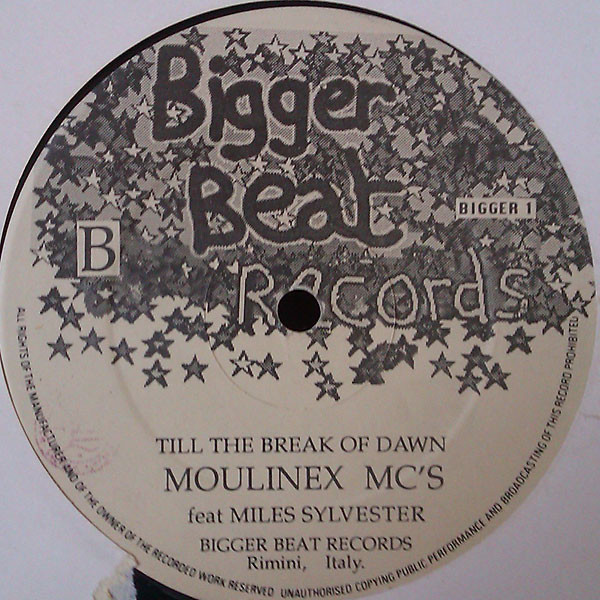 Bigger
Beat
Records
BIGGER 1
B
TILL THE BREAK OF DAWN
MOULINEX MC'S
feat MILES SYLVESTER
BIGGER BEAT RECORDS
Rimini, Italy.
ALL RIGHTS OF THE MANUFACTURER AND OF THE OWNER OF THE RECORDED WORK RESERVED UNAUTHORISED COPYING PUBLIC PERFORMANCE AND BROADCASTING OF THIS RECORD PROHIBITED